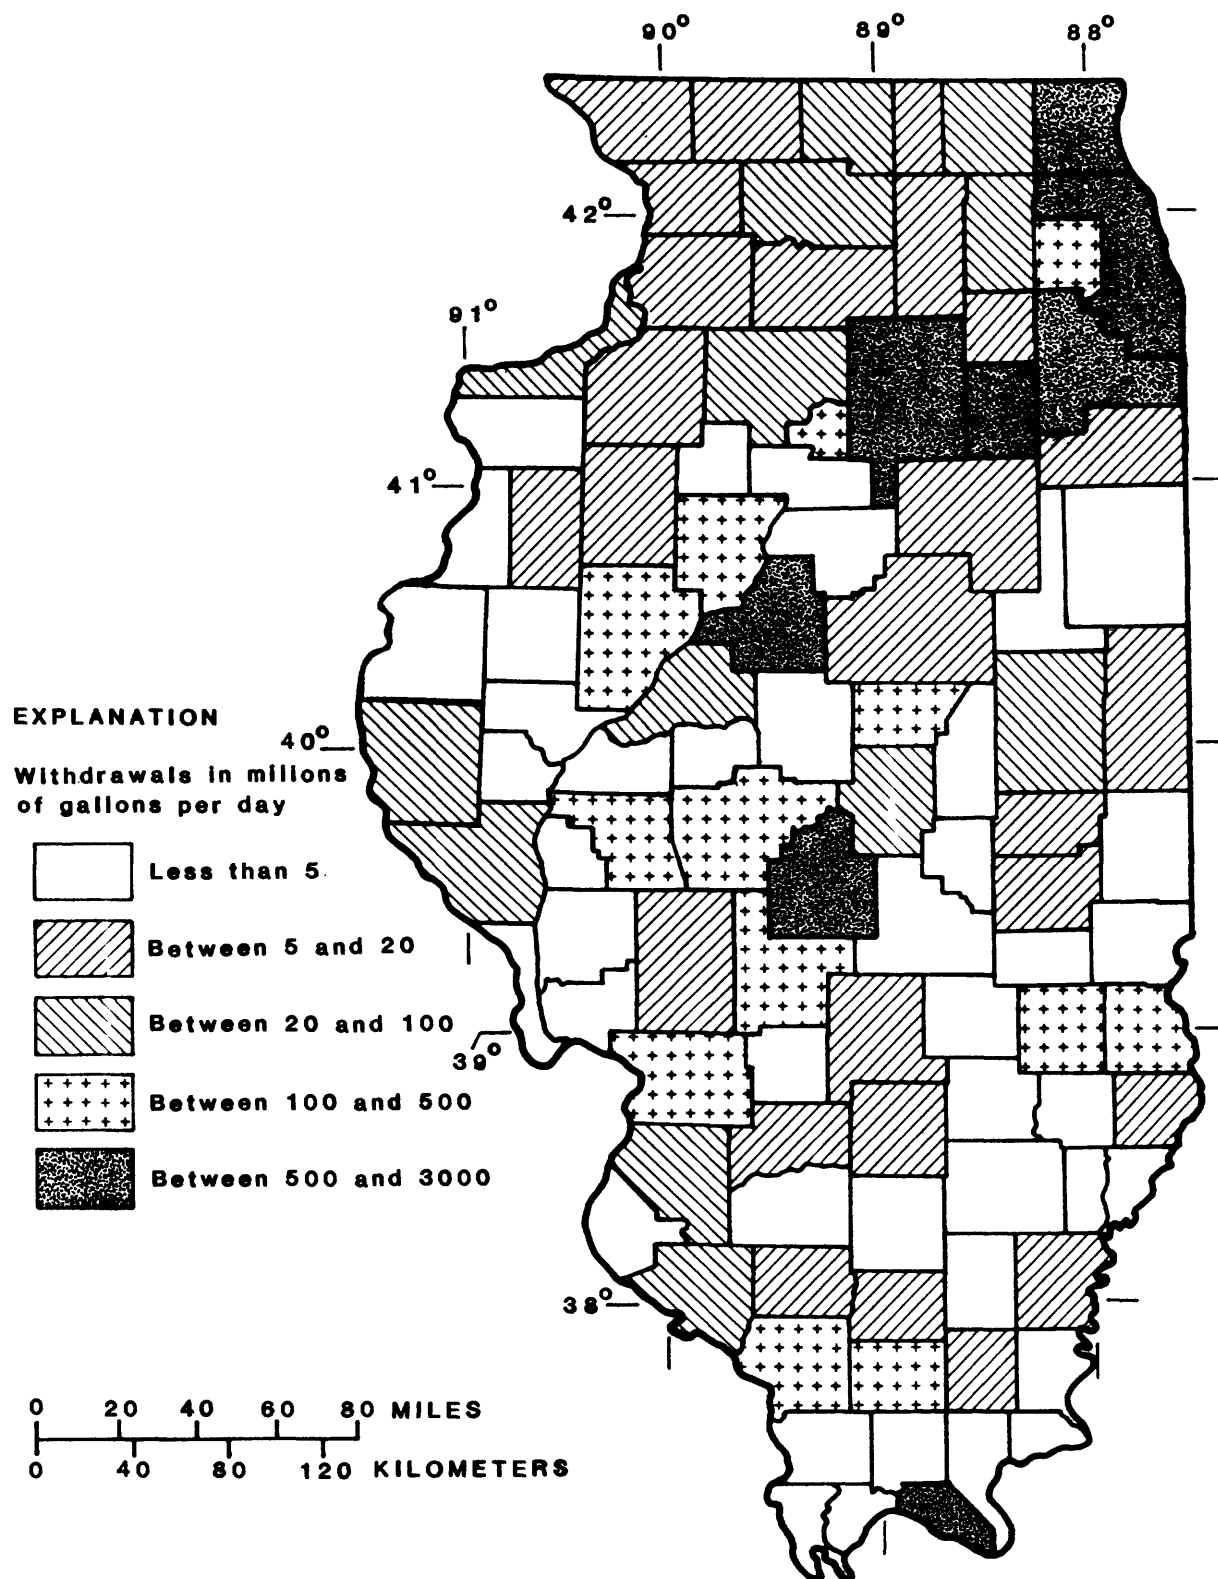 90° 89° 88°
42°
91°
41°
EXPLANATION
40°
Withdrawals in millons
of gallons per day
Less than 5
Between 5 and 20
Between 20 and 100
39°
Between 100 and 500
Between 500 and 3000
38°
0 20 40 60 80 MILES
0 40 80 120 KILOMETERS